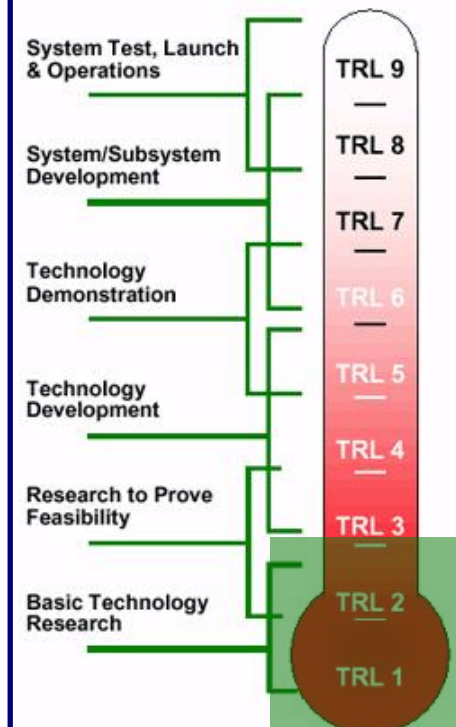 System Test, Launch
& Operations
System/Subsystem
Development
Technology
Demonstration
Technology
Development
Research to Prove
Feasibility
Basic Technology
Research
TRL 9
TRL 8
TRL 7
TRL 6
TRL 5
TRL 4
TRL 3
TRL 2
TRL 1